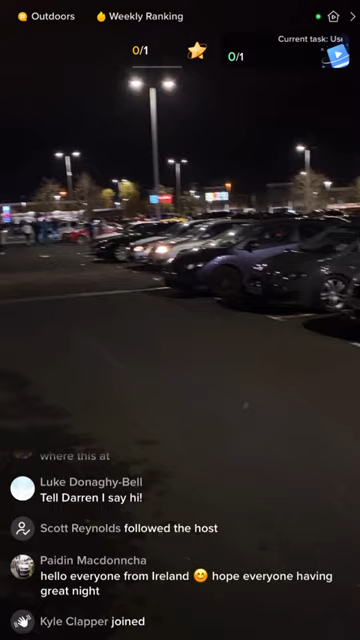 Outdoors
Weekly Ranking
Current task: Use
0/1
0/1
where this at
Luke Donaghy-Bell
Tell Darren I say hi!
Scott Reynolds followed the host
Paidin Macdonncha
hello everyone from Ireland 😊 hope everyone having
great night
Kyle Clapper joined